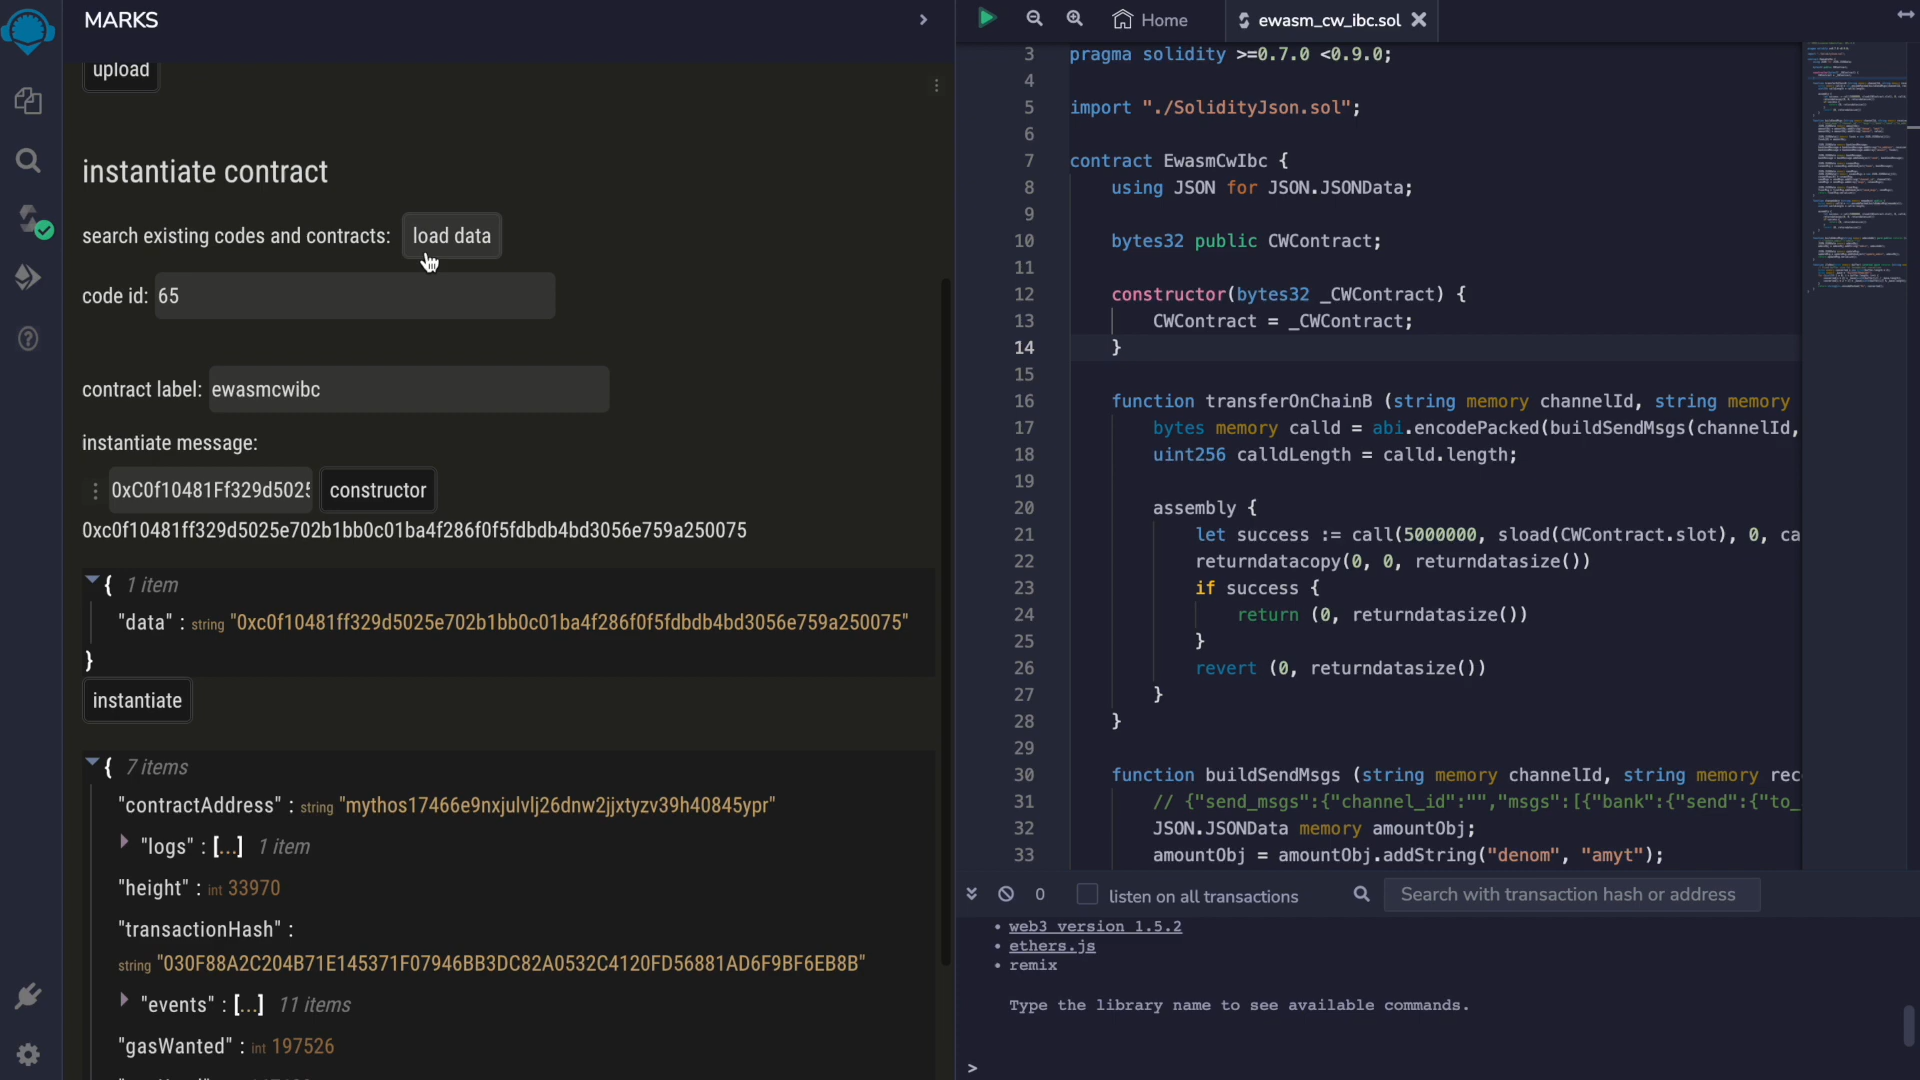 MARKS
upload
instantiate contract
search existing codes and contracts: load data
code id: 65
contract label: ewasmcwibc
instantiate message:
0xC0f10481Ff329d5025 constructor
0xc0f10481ff329d5025e702b1bb0c01ba4f286f0f5fdbdb4bd3056e759a250075
{ 1 item
"data" : string "0xc0f10481ff329d5025e702b1bb0c01ba4f286f0f5fdbdb4bd3056e759a250075"
}
instantiate
{ 7 items
"contractAddress" : string "mythos17466e9nxjulvlj26dnw2jjxtyzv39h40845ypr"
"logs" : [...] 1 item
"height" : int 33970
"transactionHash" :
string "030F88A2C204B71E145371F07946BB3DC82A0532C4120FD56881AD6F9BF6EB8B"
"events" : [...] 11 items
"gasWanted" : int 197526
Home
ewasm_cw_ibc.sol
3 pragma solidity >=0.7.0 <0.9.0;
4
5 import "./SolidityJson.sol";
6
7 contract EwasmCwIbc {
8 using JSON for JSON.JSONData;
9
10 bytes32 public CWContract;
11
12 constructor(bytes32 _CWContract) {
13 CWContract = _CWContract;
14 }
15
16 function transferOnChainB (string memory channelId, string memory
17 bytes memory calld = abi.encodePacked(buildSendMsgs(channelId,
18 uint256 calldLength = calld.length;
19
20 assembly {
21 let success := call(5000000, sload(CWContract.slot), 0, ca
22 returndatacopy(0, 0, returndatasize())
23 if success {
24 return (0, returndatasize())
25 }
26 revert (0, returndatasize())
27 }
28 }
29
30 function buildSendMsgs (string memory channelId, string memory rec
31 // {"send_msgs":{"channel_id":"","msgs":[{"bank":{"send":{"to_
32 JSON.JSONData memory amountObj;
33 amountObj = amountObj.addString("denom", "amyt");
0 listen on all transactions Search with transaction hash or address
• web3 version 1.5.2
• ethers.js
• remix
Type the library name to see available commands.
>